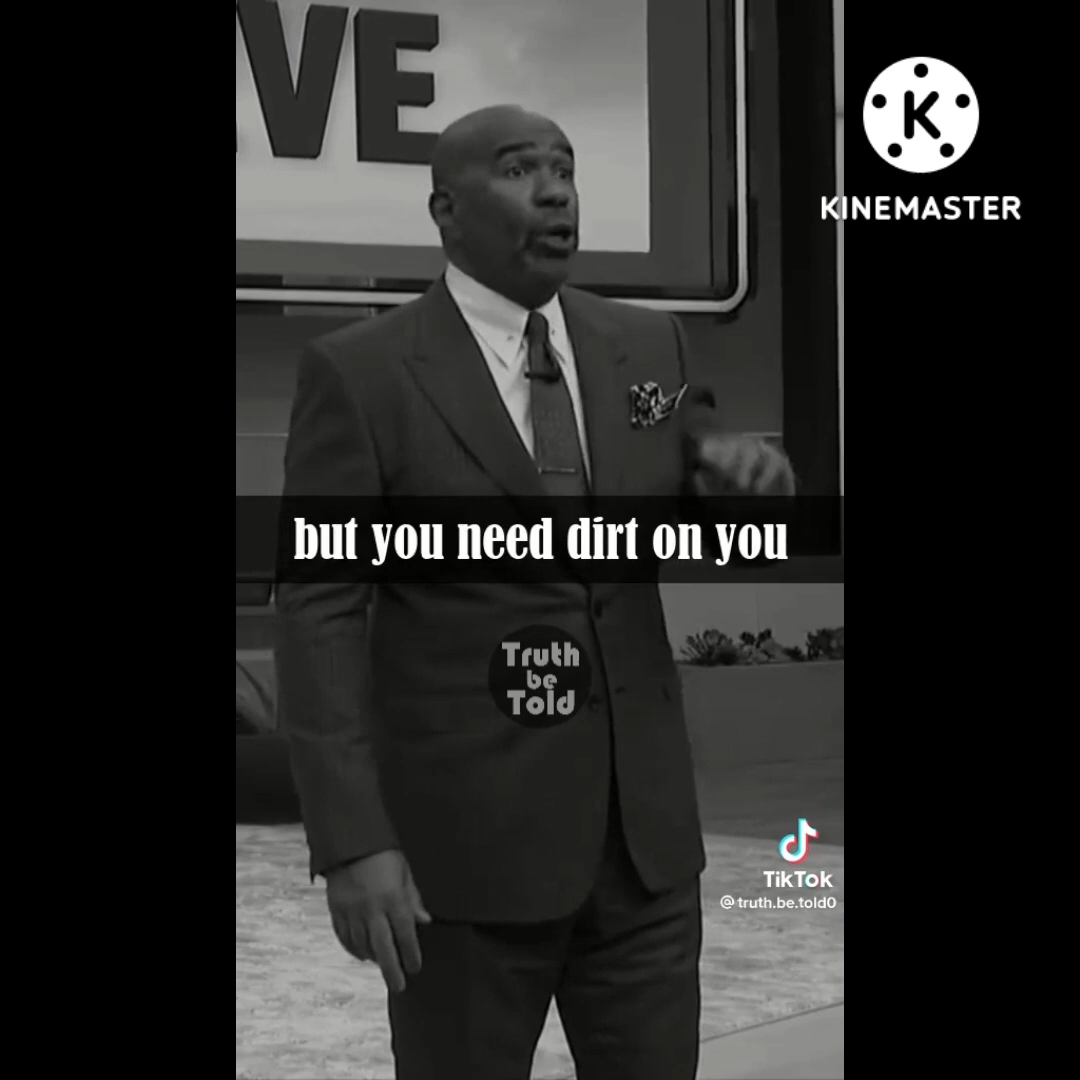 VE
KINEMASTER
but you need dirt on you
Truth
be
Told
TikTok
@truth.be.told0